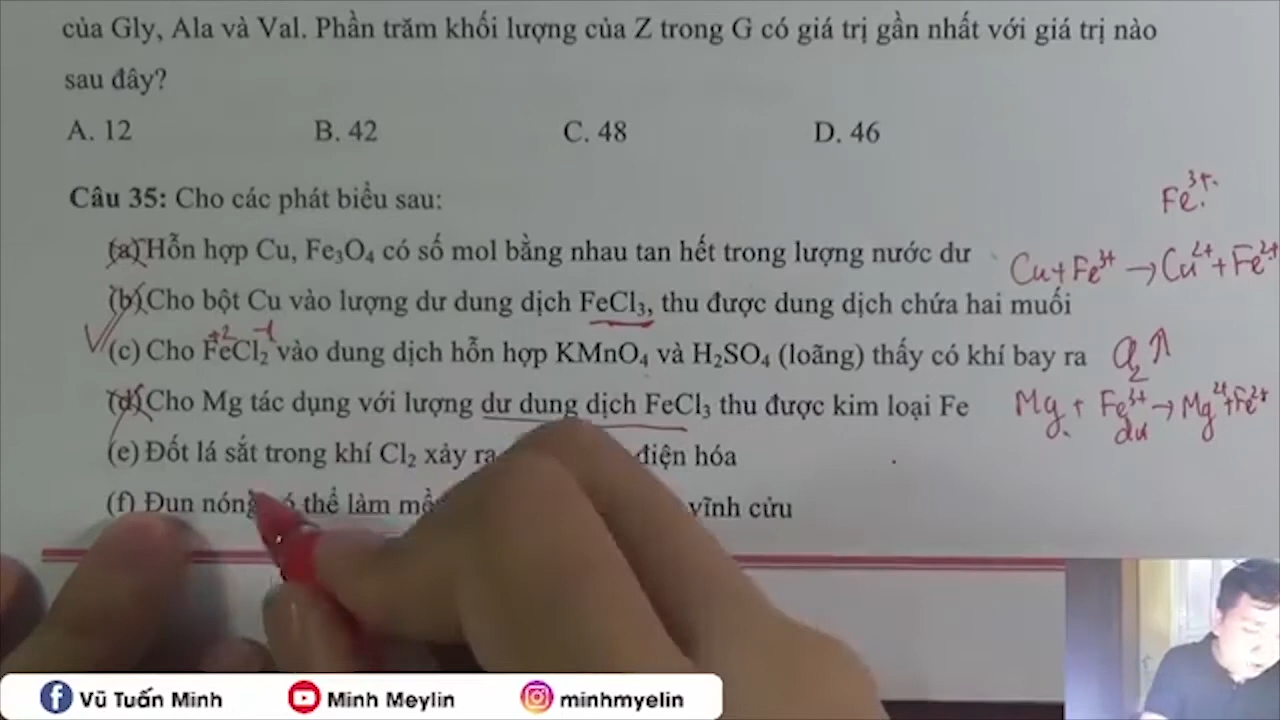 của Gly, Ala và Val. Phần trăm khối lượng của Z trong G có giá trị gần nhất với giá trị nào
sau đây?
A. 12 B. 42 C. 48 D. 46
Câu 35: Cho các phát biểu sau:
Fe3+
(a) Hỗn hợp Cu, Fe3O4 có số mol bằng nhau tan hết trong lượng nước dư
Cu + Fe3+ → Cu2+ + Fe2+
(b) Cho bột Cu vào lượng dư dung dịch FeCl3, thu được dung dịch chứa hai muối
+2 -1
(c) Cho FeCl2 vào dung dịch hỗn hợp KMnO4 và H2SO4 (loãng) thấy có khí bay ra
Cl2 ↑
(d) Cho Mg tác dụng với lượng dư dung dịch FeCl3 thu được kim loại Fe
Mg + Fe3+ → Mg2+ + Fe2+
dư
(e) Đốt lá sắt trong khí Cl2 xảy ra điện hóa
(f) Đun nóng có thể làm vĩnh cửu
Vũ Tuấn Minh Minh Meylin minhmyelin